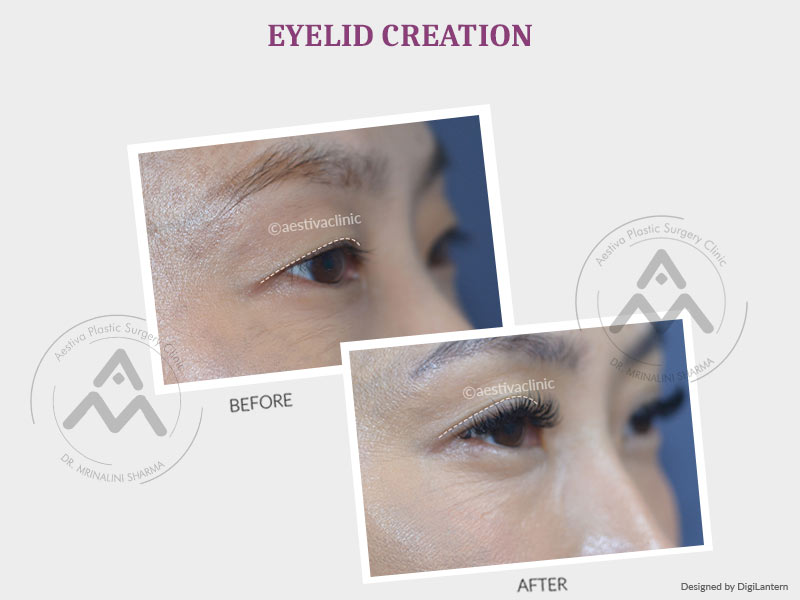 EYELID CREATION
©aestivaclinic
Aestiva Plastic Surgery Clinic
DR. MRINALINI SHARMA
Aestiva Plastic Surgery Clinic
DR. MRINALINI SHARMA
BEFORE
©aestivaclinic
AFTER
Designed by DigiLantern